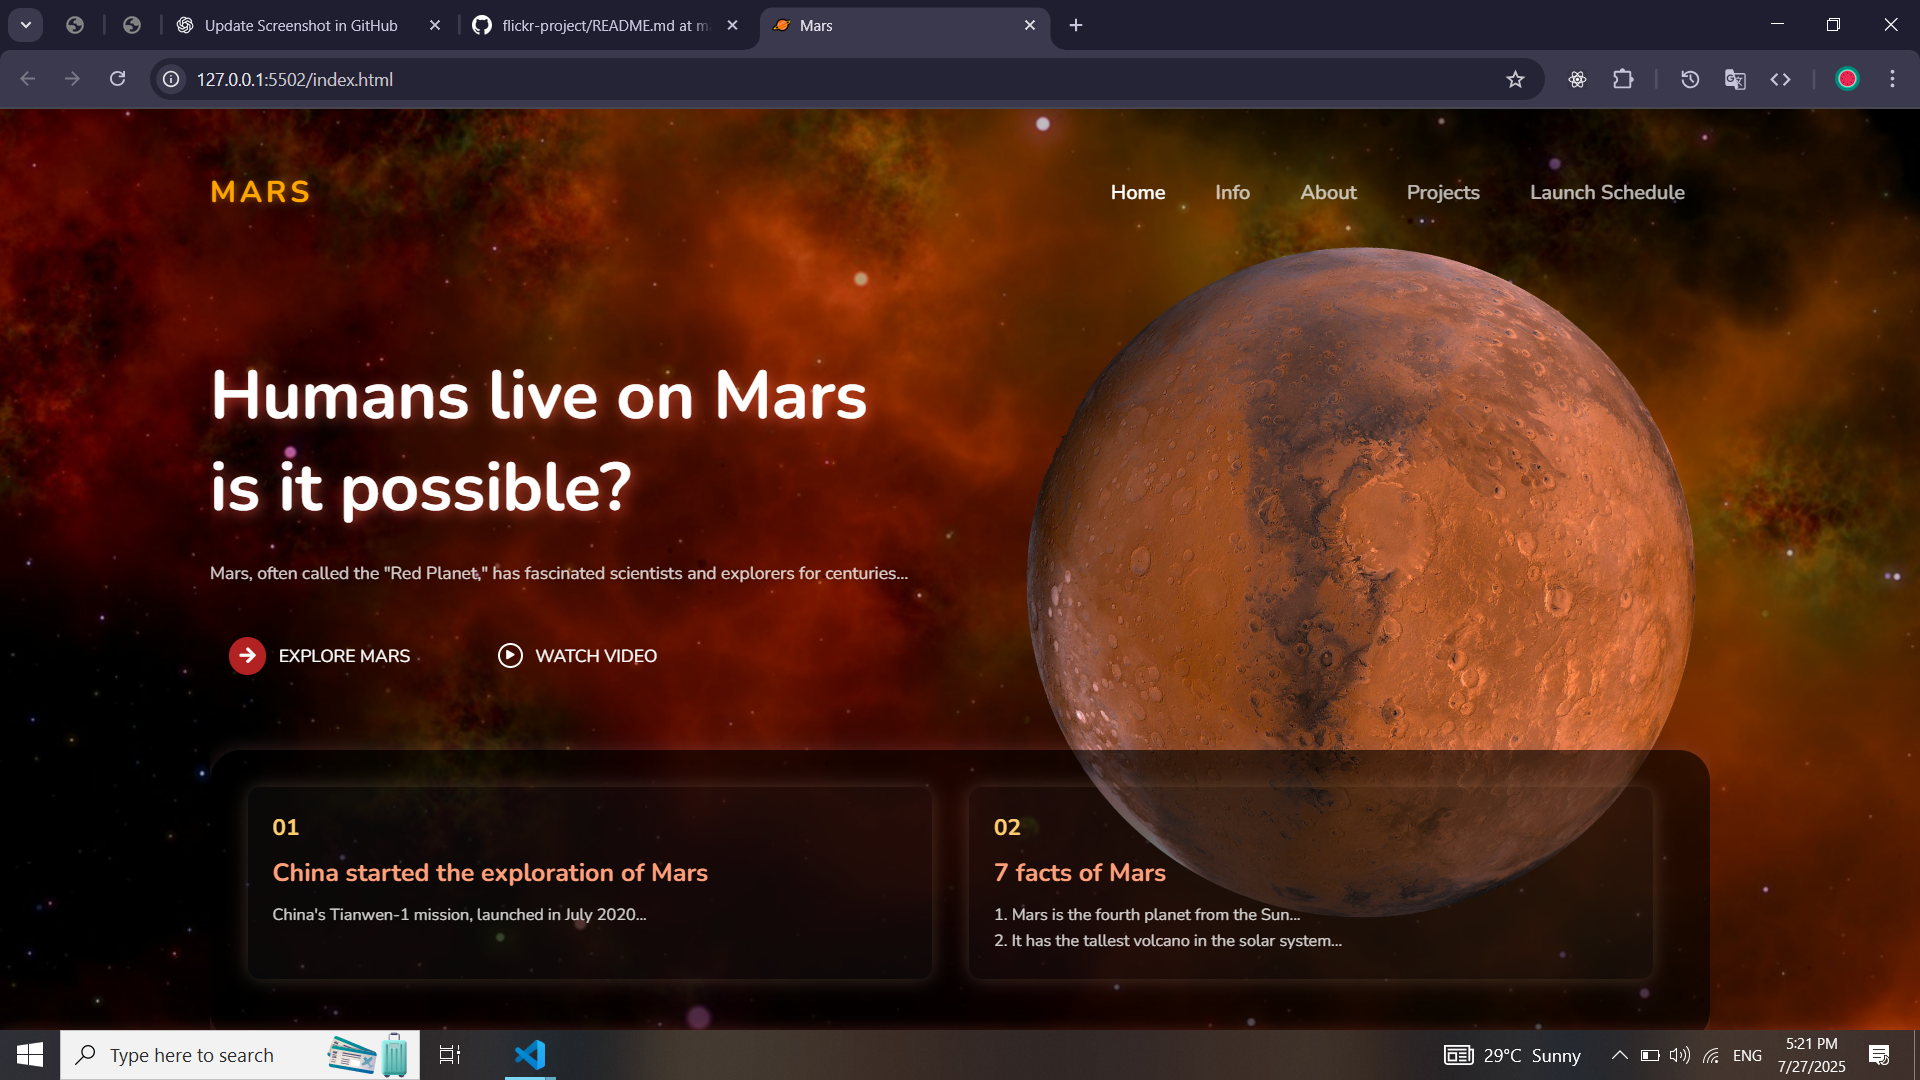 Update Screenshot in GitHub
flickr-project/README.md at m
Mars
127.0.0.1:5502/index.html
MARS
Home Info About Projects Launch Schedule
Humans live on Mars
is it possible?
Mars, often called the "Red Planet," has fascinated scientists and explorers for centuries...
EXPLORE MARS WATCH VIDEO
01
China started the exploration of Mars
China's Tianwen-1 mission, launched in July 2020...
02
7 facts of Mars
1. Mars is the fourth planet from the Sun...
2. It has the tallest volcano in the solar system...
Type here to search
29°C Sunny
ENG
5:21 PM
7/27/2025